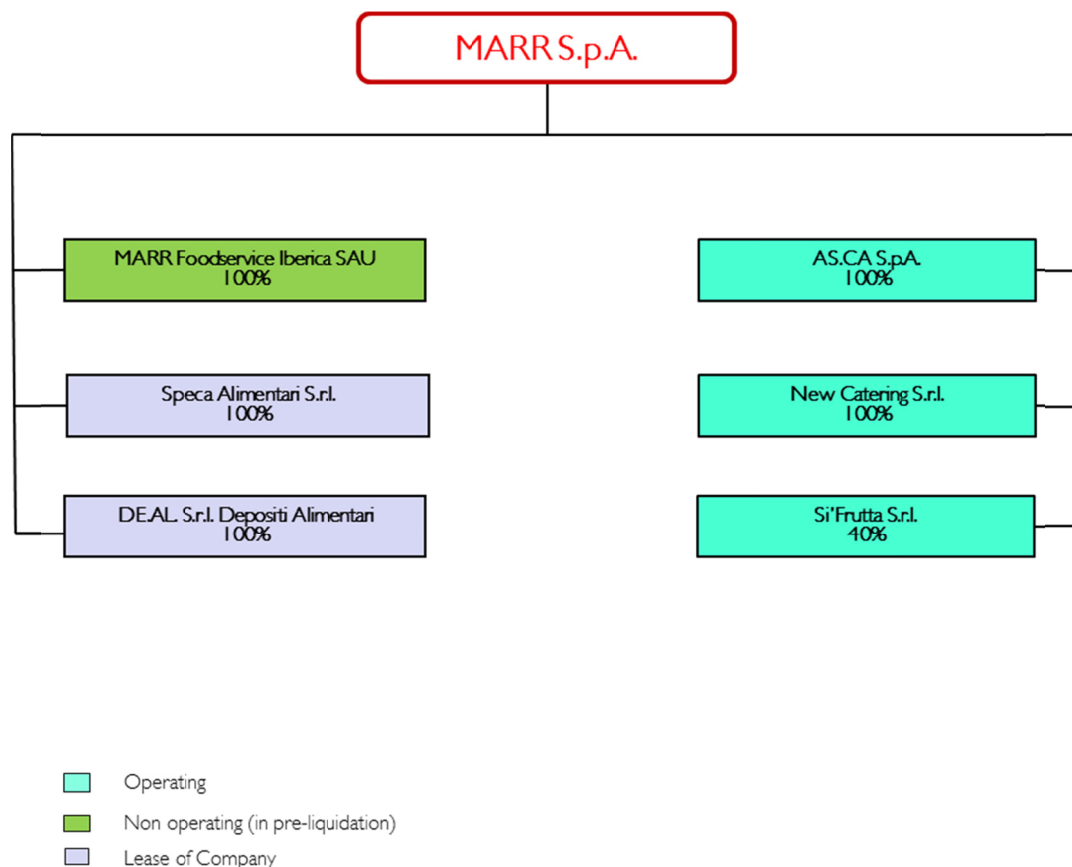 MARR S.p.A.
MARR Foodservice Iberica SAU
100%
AS.CA S.p.A.
100%
Speca Alimentari S.r.l.
100%
New Catering S.r.l.
100%
DE.AL. S.r.l. Depositi Alimentari
100%
Si'Frutta S.r.l.
40%
Operating
Non operating (in pre-liquidation)
Lease of Company